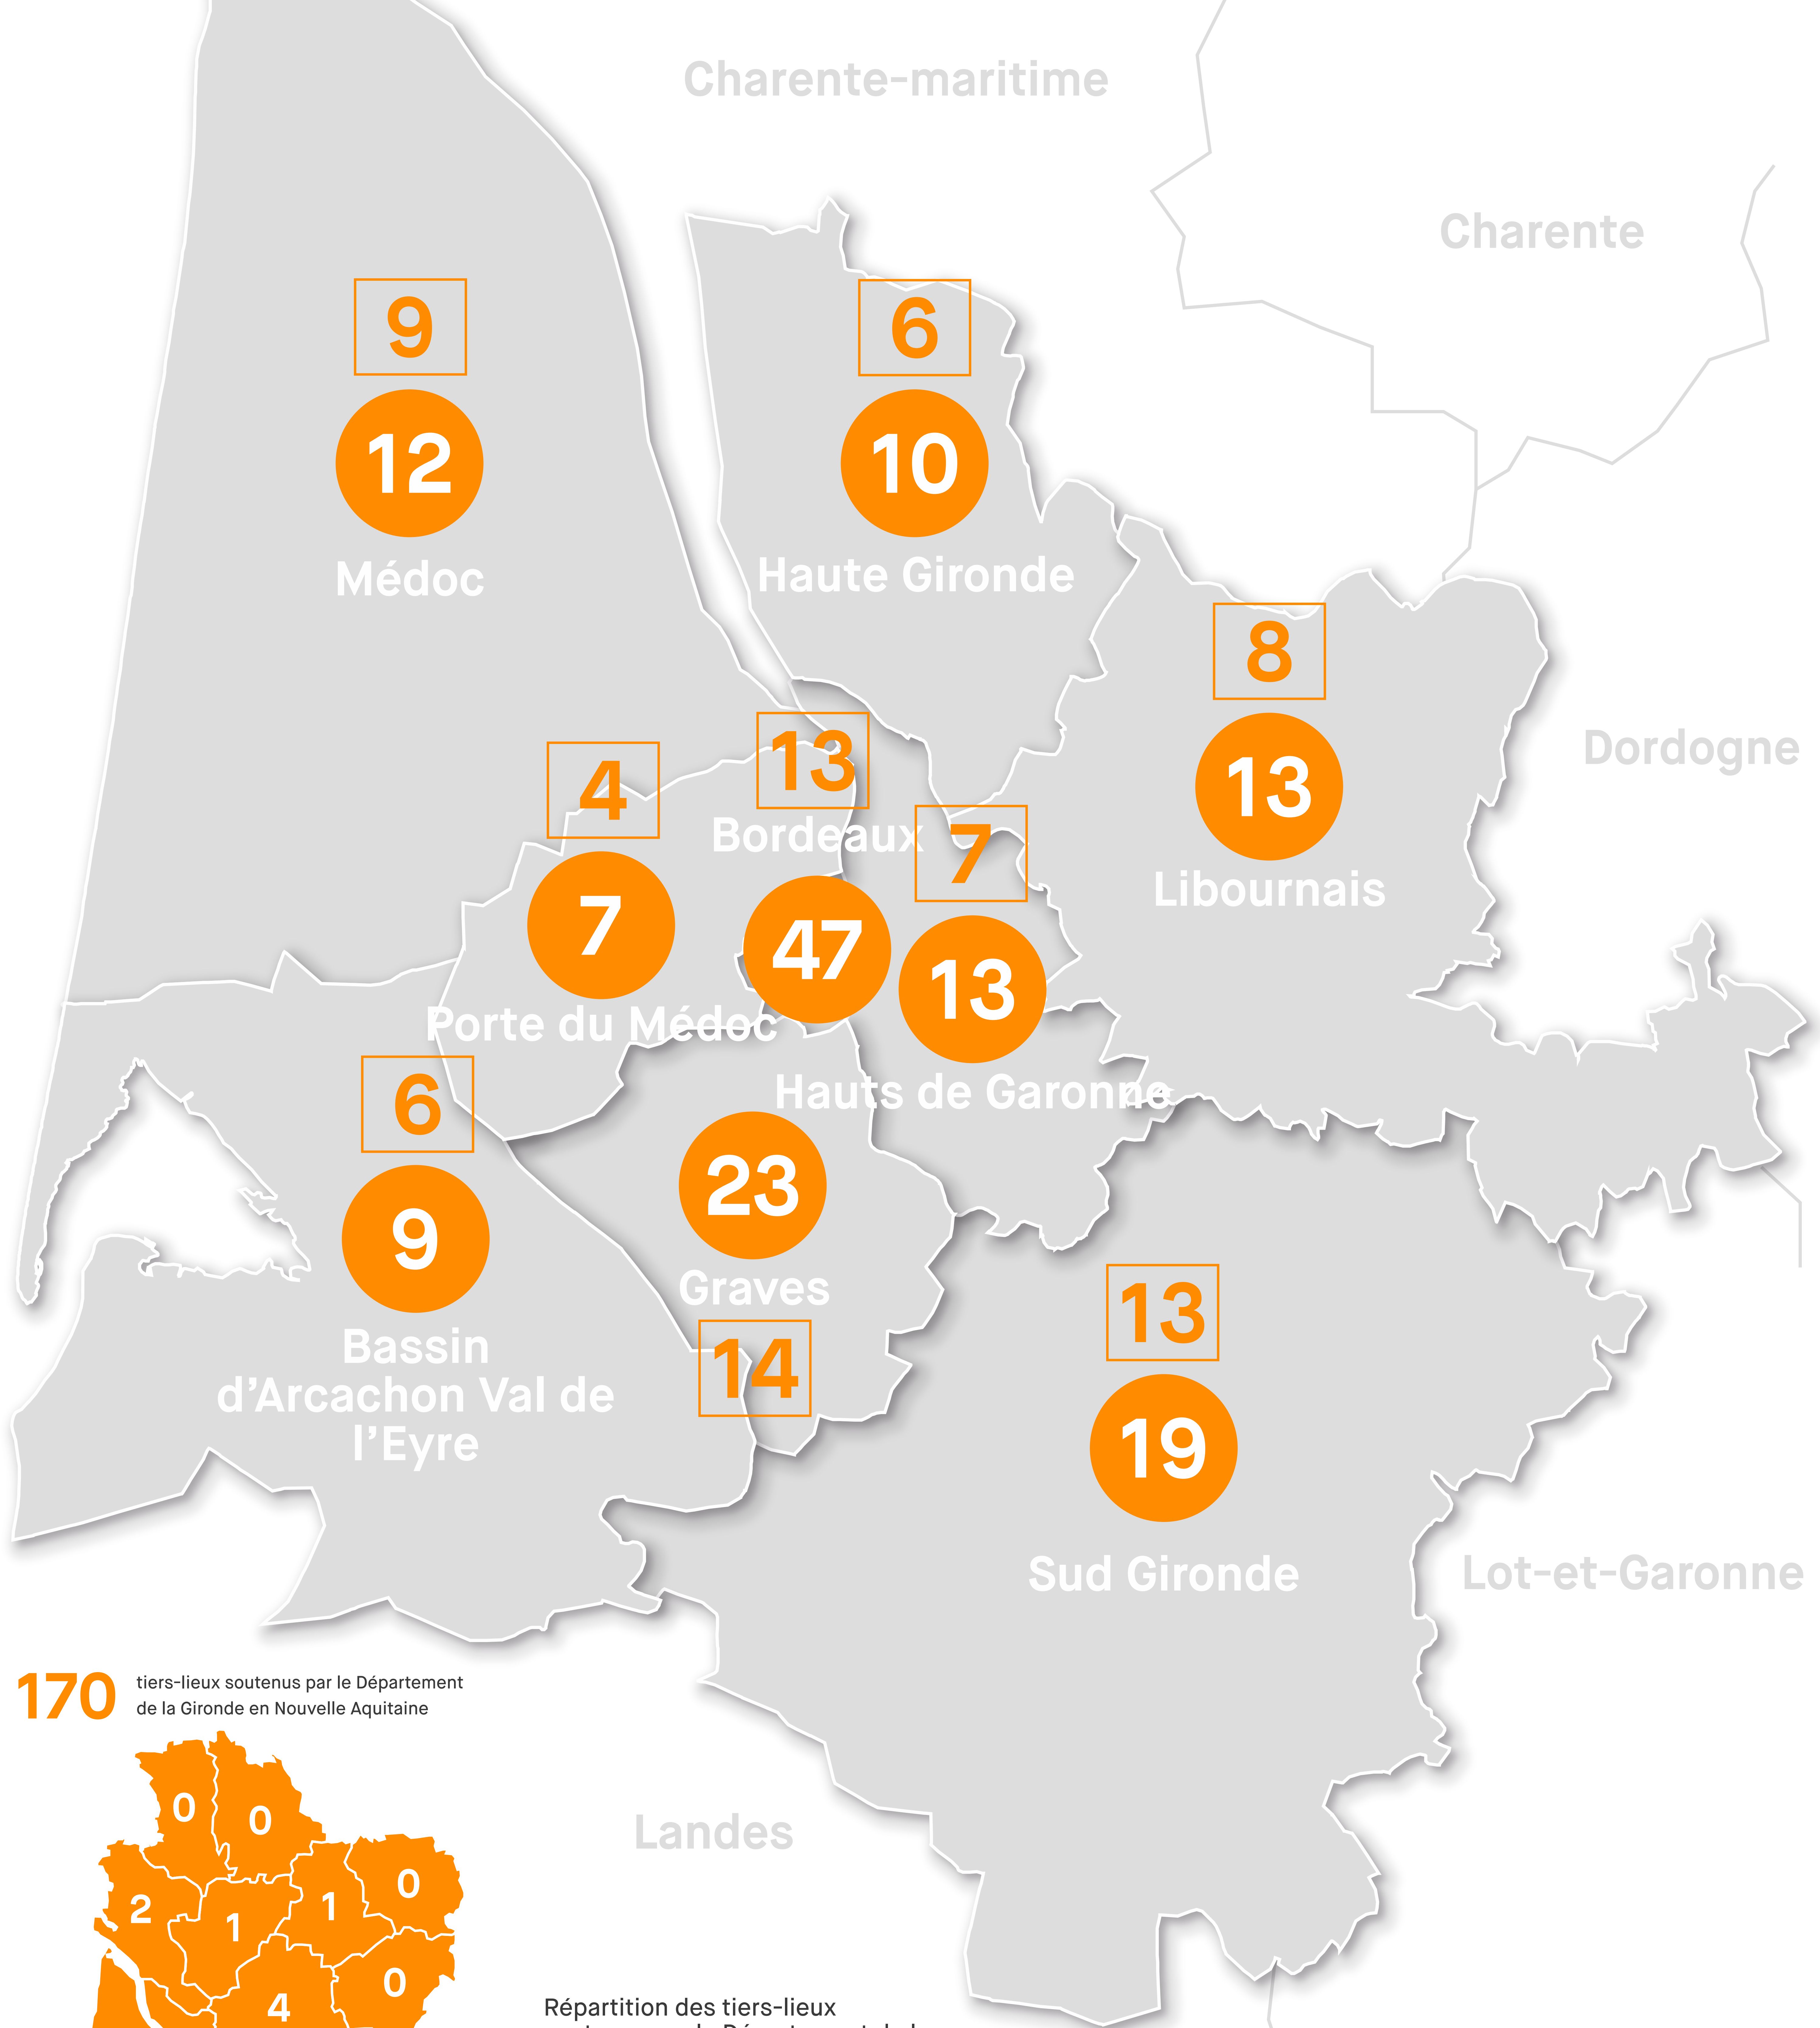 Charente-maritime
Charente
9
12
Médoc
6
10
Haute Gironde
8
13
Libournais
Dordogne
13
Bordeaux
47
4
7
Porte du Médoc
7
13
Hauts de Garonne
6
9
Bassin
d'Arcachon Val de
l'Eyre
23
Graves
14
13
19
Sud Gironde
Lot-et-Garonne
Landes
170
tiers-lieux soutenus par le Département
de la Gironde en Nouvelle Aquitaine
0
0
2
1
1
0
4
0
Répartition des tiers-lieux